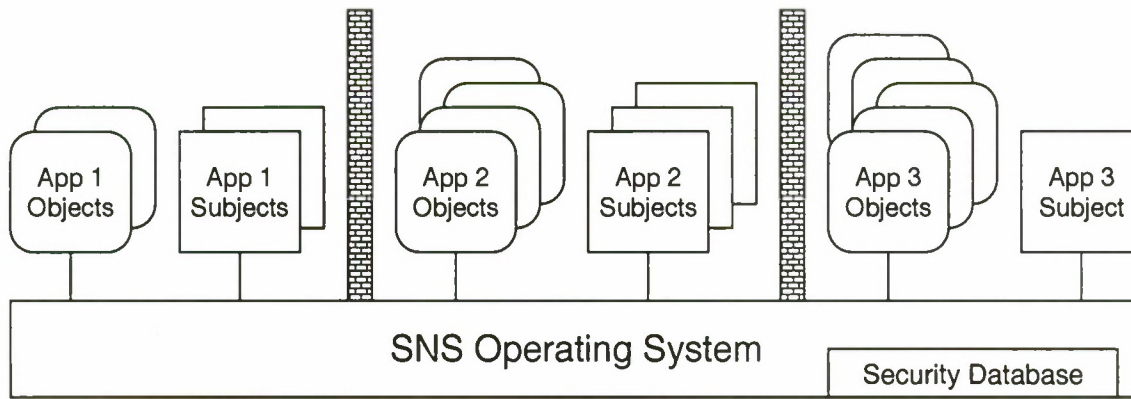 App 1
Objects
App 1
Subjects
App 2
Objects
App 2
Subjects
App 3
Objects
App 3
Subject
SNS Operating System
Security Database